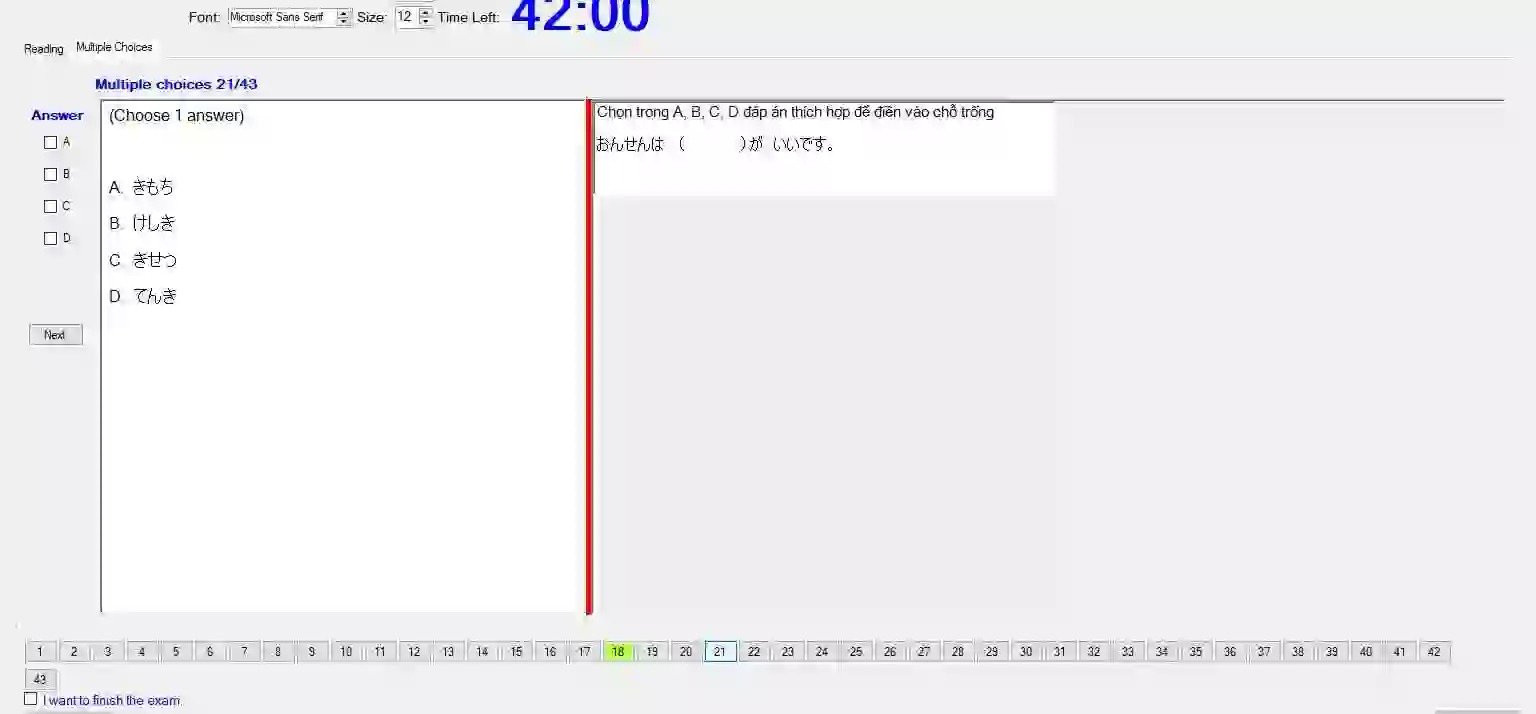 Font: Microsoft Sans Serif Size: 12 Time Left: 42:00
Reading Multiple Choices
Multiple choices 21/43
Answer
A
B
C
D
Next
(Choose 1 answer)
A. きもち
B. けしき
C. きせつ
D. てんき
Chọn trong A, B, C, D đáp án thích hợp để điền vào chỗ trống
おんせんは ( )が いいです。
1 2 3 4 5 6 7 8 9 10 11 12 13 14 15 16 17 18 19 20 21 22 23 24 25 26 27 28 29 30 31 32 33 34 35 36 37 38 39 40 41 42
43
I want to finish the exam.